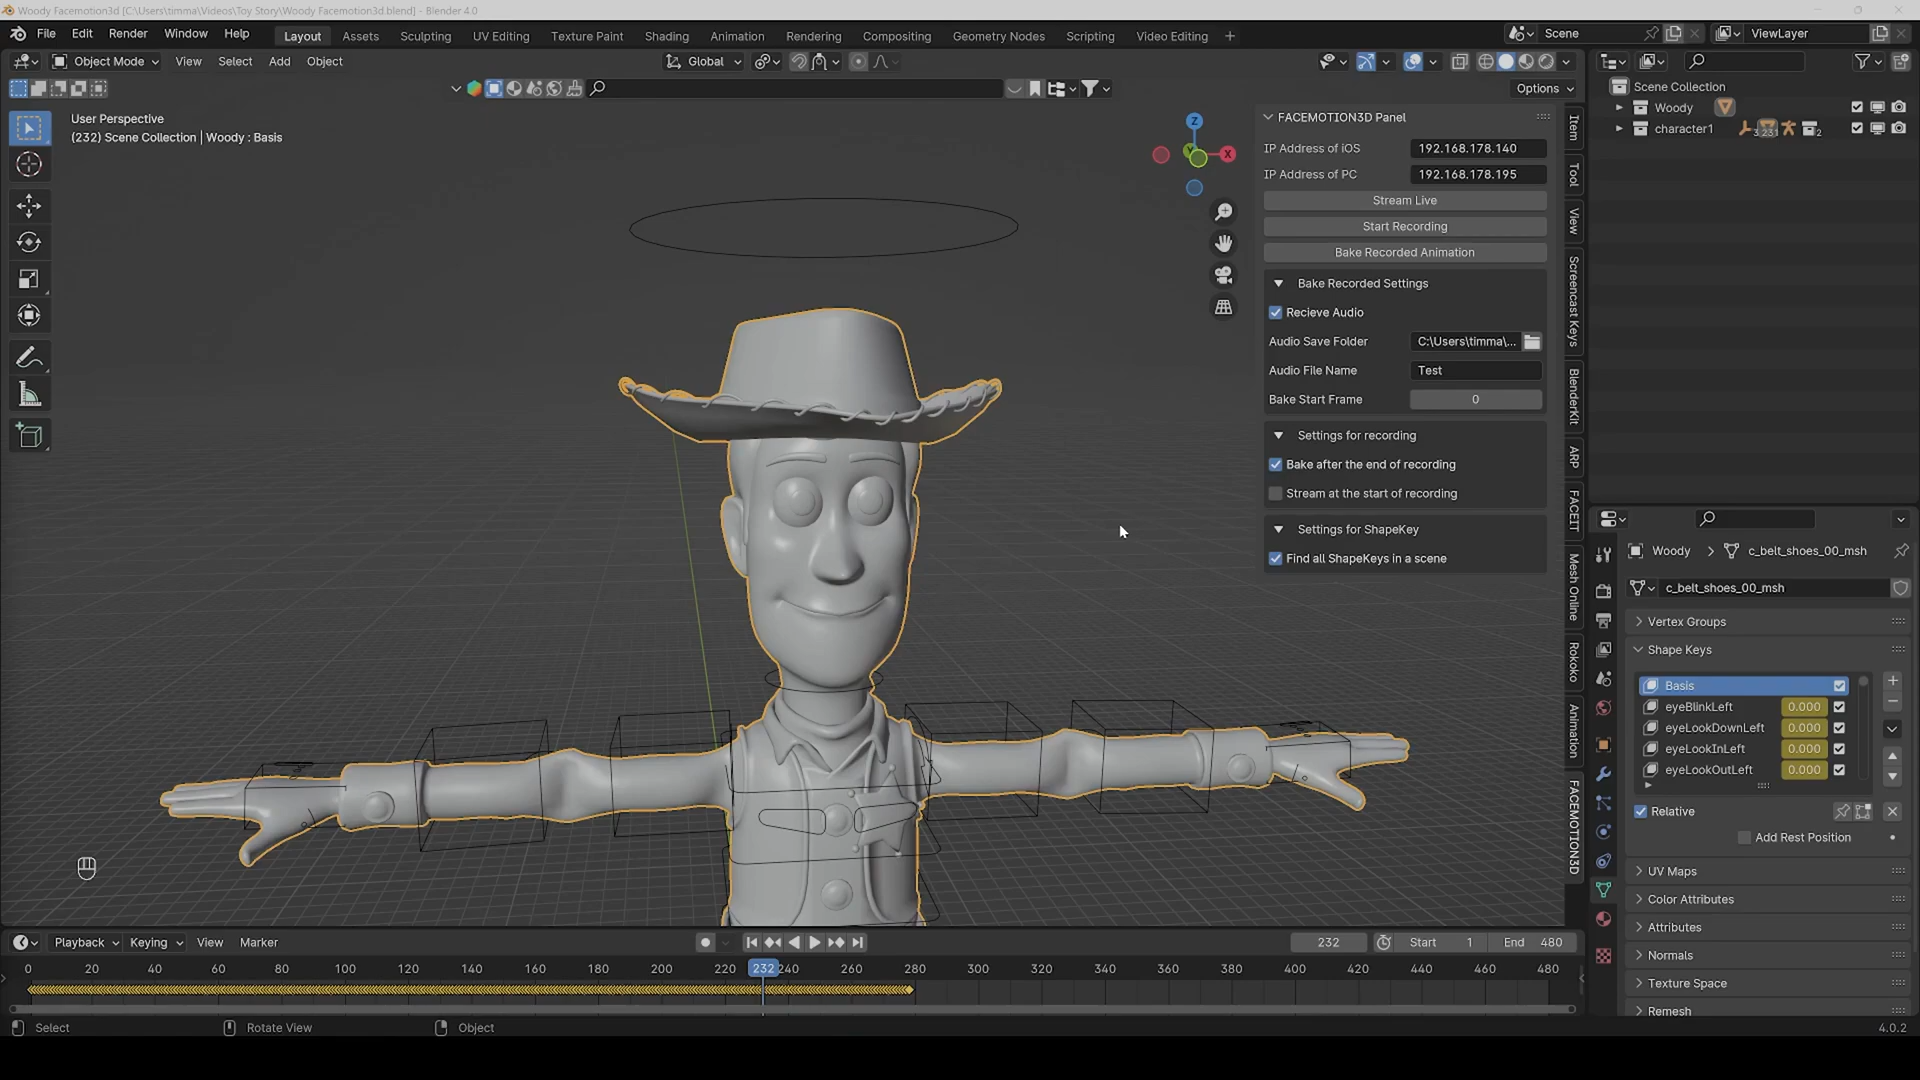 Woody Facemotion3d [C:\Users\timma\Videos\Toy Story\Woody Facemotion3d.blend] - Blender 4.0
File Edit Render Window Help
Layout Assets Sculpting UV Editing Texture Paint Shading Animation Rendering Compositing Geometry Nodes Scripting Video Editing +
Scene
ViewLayer
Object Mode View Select Add Object
Global
Options
User Perspective
(232) Scene Collection | Woody : Basis
Z
Y
X
FACEMOTION3D Panel
IP Address of iOS 192.168.178.140
IP Address of PC 192.168.178.195
Stream Live
Start Recording
Bake Recorded Animation
Bake Recorded Settings
Recieve Audio
Audio Save Folder C:\Users\timma\...
Audio File Name Test
Bake Start Frame 0
Settings for recording
Bake after the end of recording
Stream at the start of recording
Settings for ShapeKey
Find all ShapeKeys in a scene
Item
Tool
View
Screencast Keys
BlenderKit
ARP
FACEIT
Mesh Online
Rokoko
Animation
FACEMOTION3D
Scene Collection
Woody
character1 3 231 2
Woody > c_belt_shoes_00_msh
c_belt_shoes_00_msh
Vertex Groups
Shape Keys
Basis
eyeBlinkLeft 0.000
eyeLookDownLeft 0.000
eyeLookInLeft 0.000
eyeLookOutLeft 0.000
Relative
Add Rest Position
UV Maps
Color Attributes
Attributes
Normals
Texture Space
Remesh
Playback Keying View Marker
232 Start 1 End 480
0 20 40 60 80 100 120 140 160 180 200 220 232 240 260 280 300 320 340 360 380 400 420 440 460 480
Select Rotate View Object
4.0.2